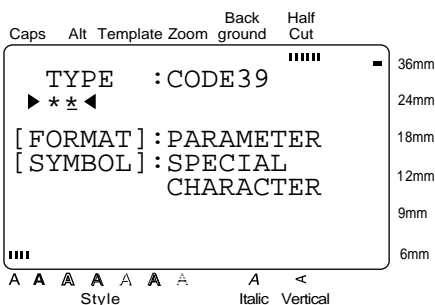 Back Half
Caps Alt Template Zoom ground Cut
TYPE :CODE39
▶**◀
[FORMAT]:PARAMETER
[SYMBOL]:SPECIAL
CHARACTER
36mm
24mm
18mm
12mm
9mm
6mm
A A A A A A A A A
Style Italic Vertical